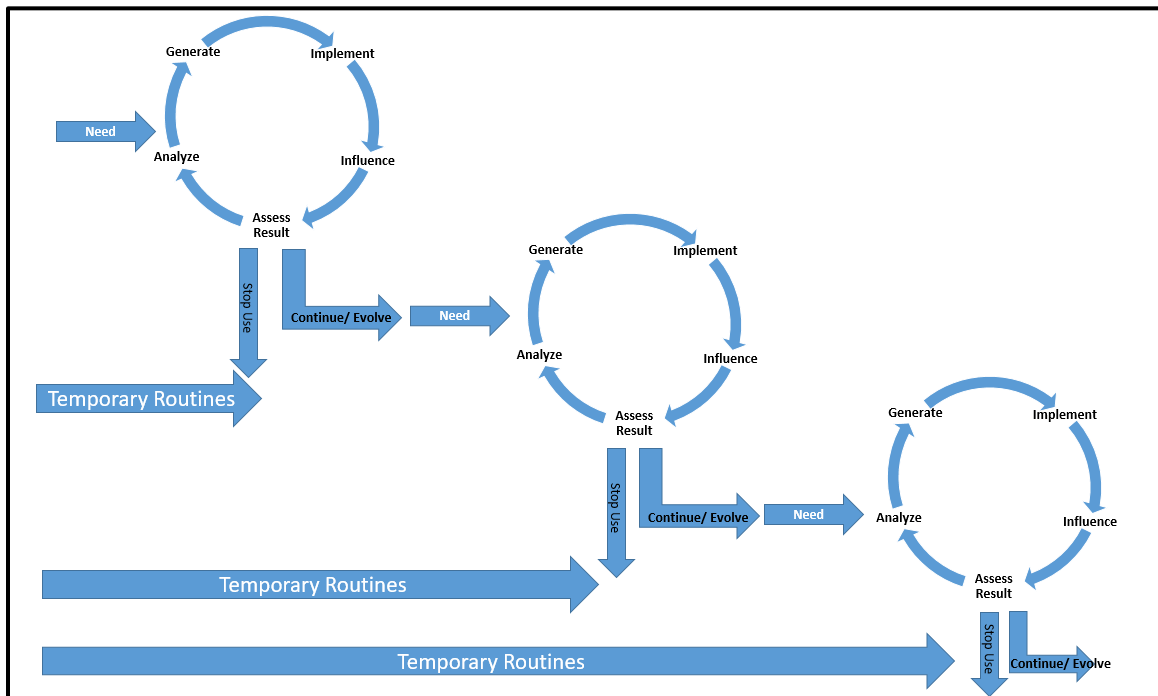 Generate
Implement
Need
Analyze
Influence
Assess
Result
Stop Use
Continue/ Evolve
Temporary Routines
Need
Generate
Implement
Analyze
Influence
Assess
Result
Stop Use
Continue/ Evolve
Temporary Routines
Need
Generate
Implement
Analyze
Influence
Assess
Result
Stop Use
Continue/ Evolve
Temporary Routines